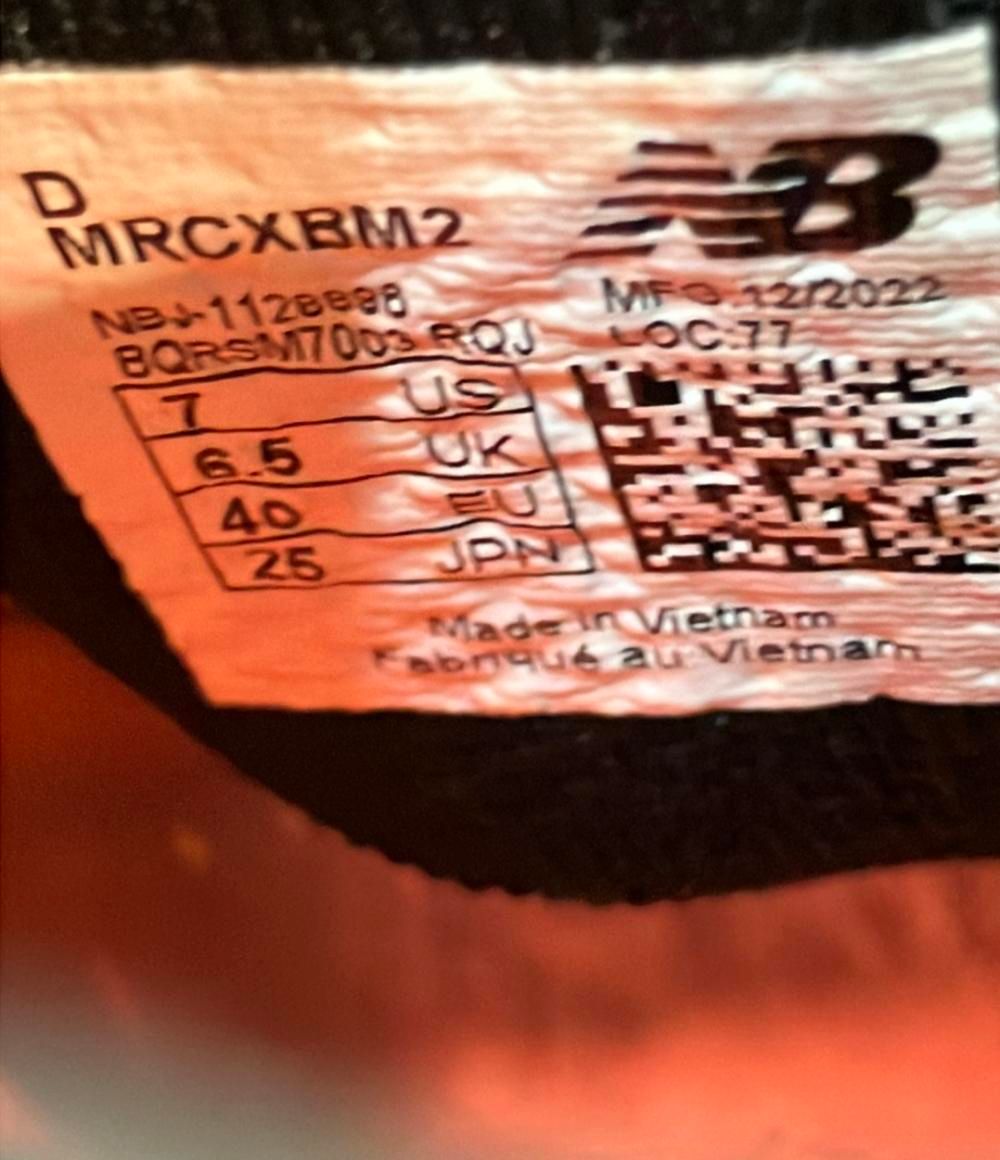 D
MRCXBM2
NB
NBJ-1128898
MFG.12/2022
BQRSM7003 RQJ
LOC:77
7 US
6.5 UK
40 EU
25 JPN
Made in Vietnam
Fabriqué au Vietnam